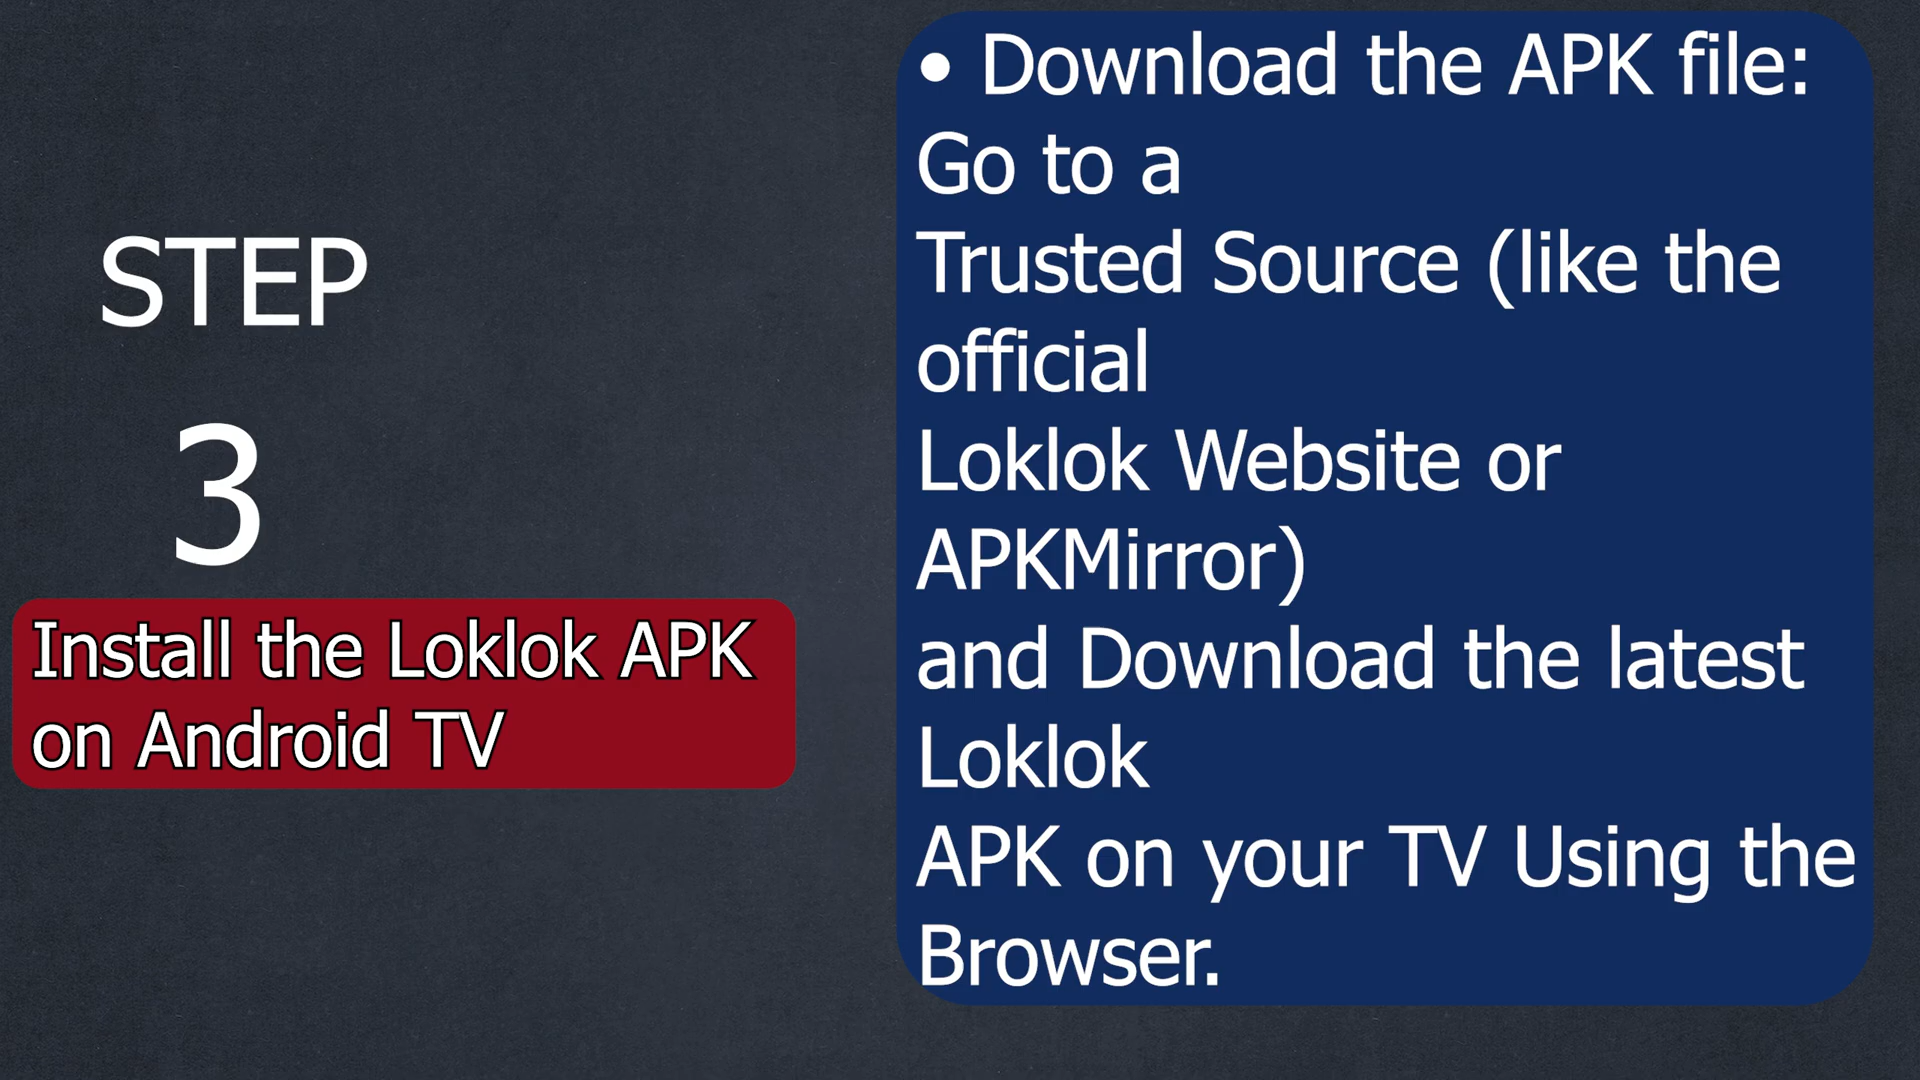 STEP
3
Install the Loklok APK
on Android TV
• Download the APK file:
Go to a
Trusted Source (like the
official
Loklok Website or
APKMirror)
and Download the latest
Loklok
APK on your TV Using the
Browser.